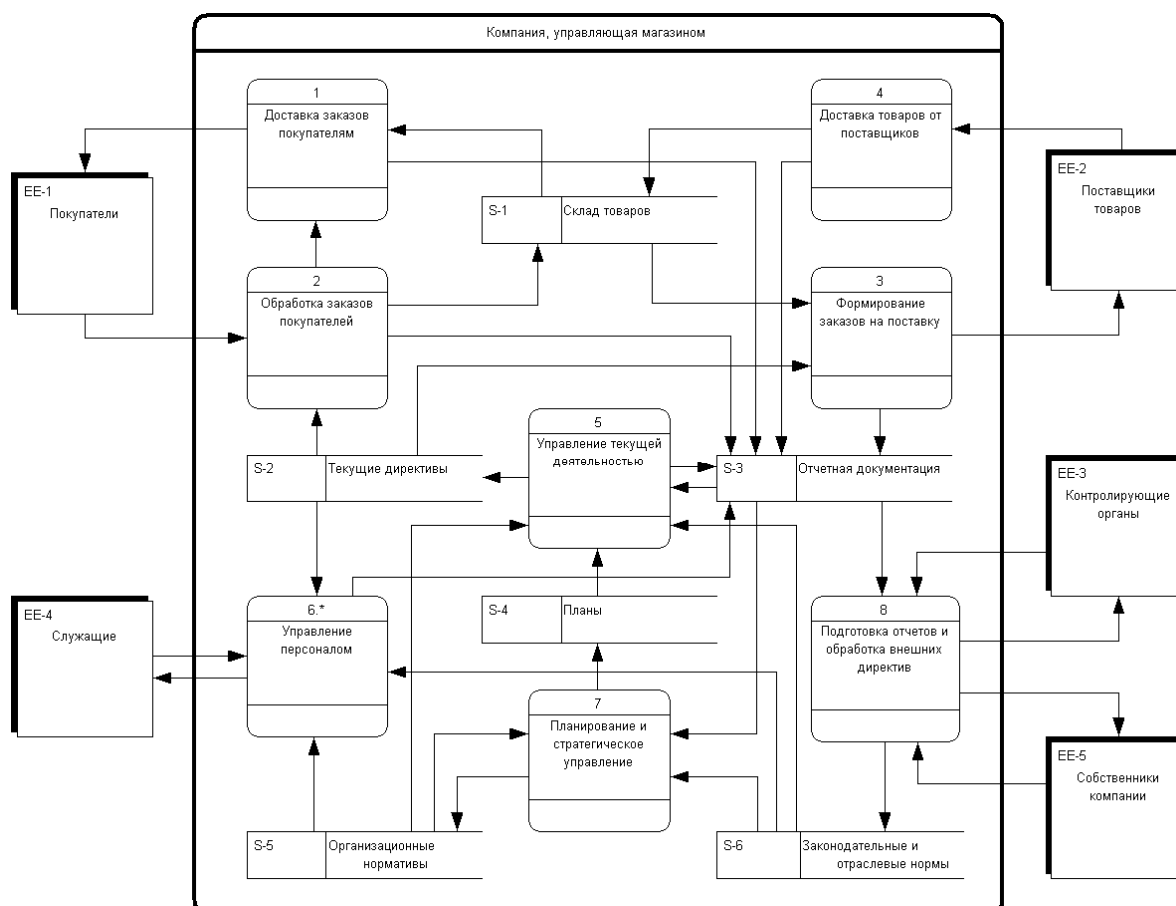 Компания, управляющая магазином
1
Доставка заказов
покупателям
4
Доставка товаров от
поставщиков
EE-1
Покупатели
EE-2
Поставщики
товаров
S-1
Склад товаров
2
Обработка заказов
покупателей
3
Формирование
заказов на поставку
5
Управление текущей
деятельностью
S-2
Текущие директивы
S-3
Отчетная документация
EE-3
Контролирующие
органы
EE-4
Служащие
6.*
Управление
персоналом
S-4
Планы
8
Подготовка отчетов и
обработка внешних
директив
7
Планирование и
стратегическое
управление
EE-5
Собственники
компании
S-5
Организационные
нормативы
S-6
Законодательные и
отраслевые нормы